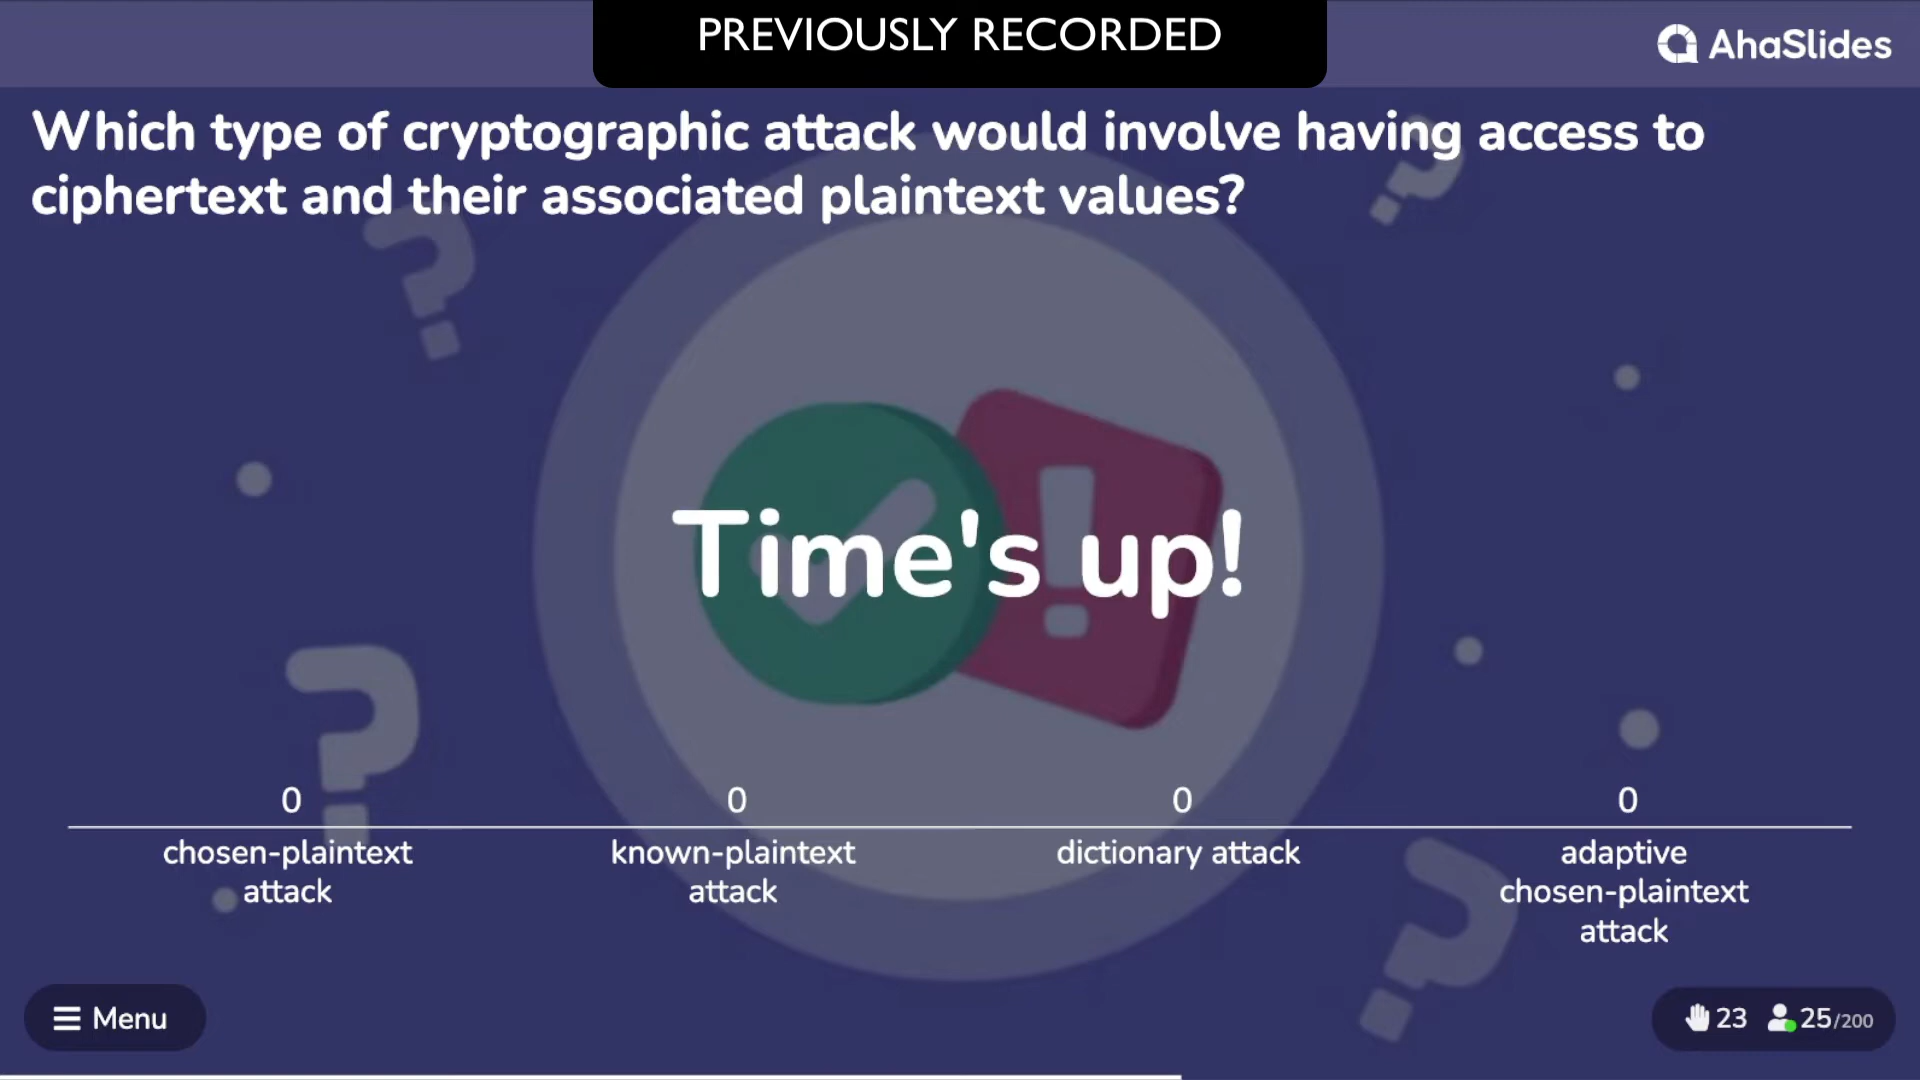 PREVIOUSLY RECORDED
AhaSlides
Which type of cryptographic attack would involve having access to
ciphertext and their associated plaintext values?
Time's up!
0
0
0
0
chosen-plaintext
attack
known-plaintext
attack
dictionary attack
adaptive
chosen-plaintext
attack
Menu
23
25/200